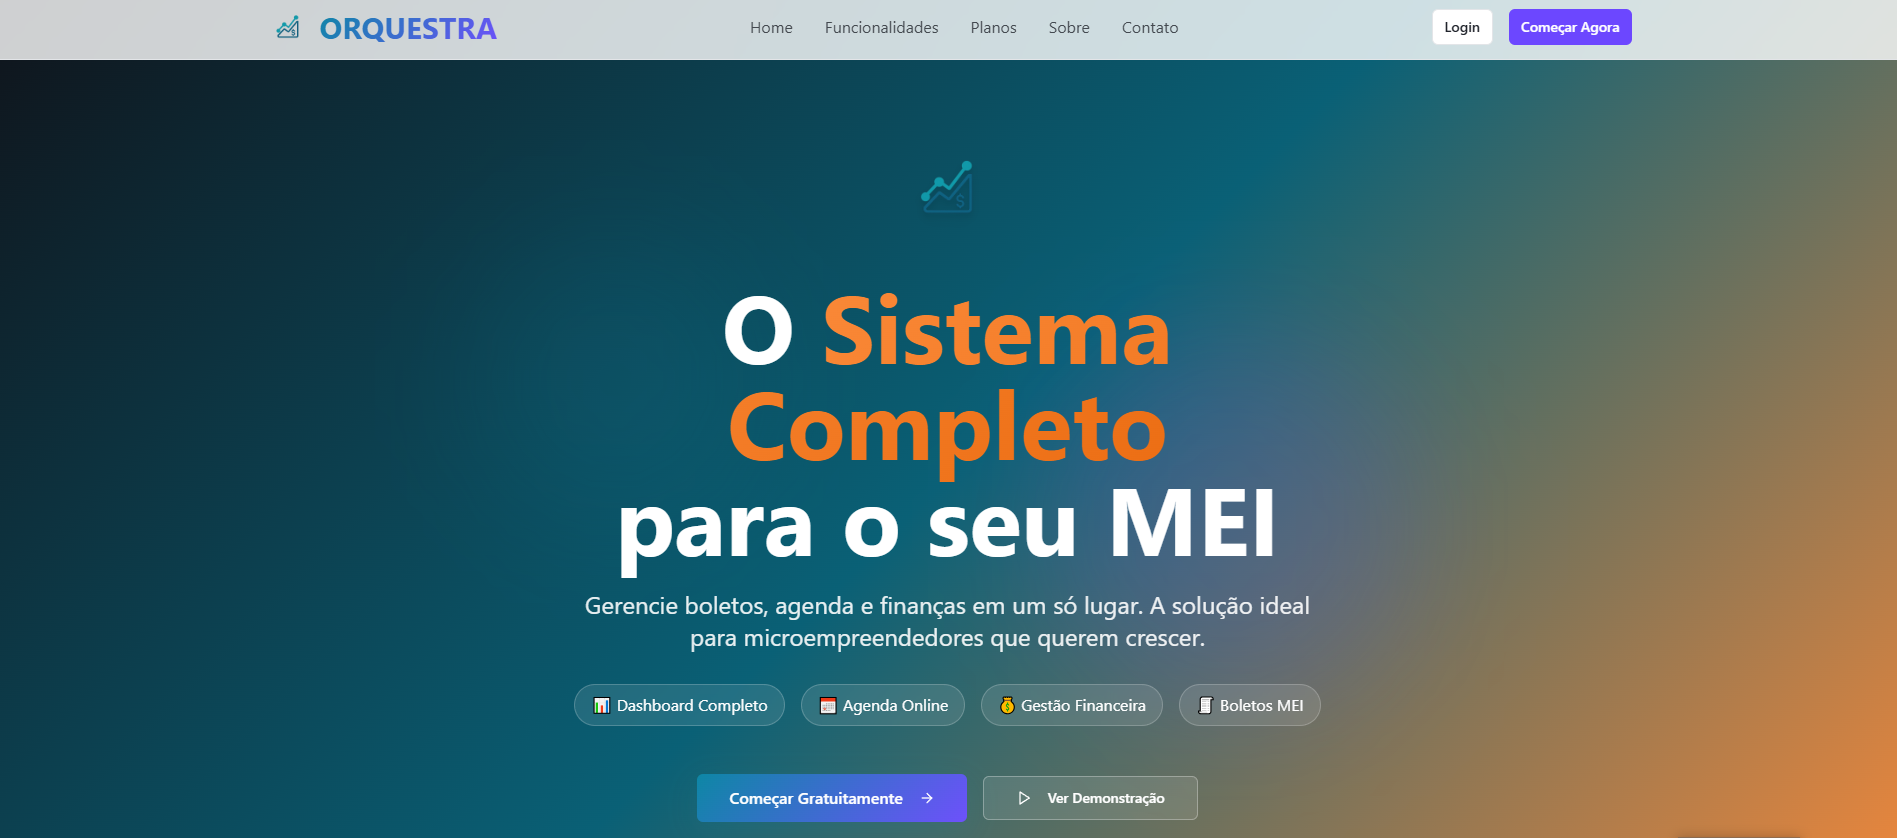 ORQUESTRA
Home Funcionalidades Planos Sobre Contato
Login Começar Agora
$
O Sistema
Completo
para o seu MEI
Gerencie boletos, agenda e finanças em um só lugar. A solução ideal
para microempreendedores que querem crescer.
Dashboard Completo Agenda Online Gestão Financeira Boletos MEI
Começar Gratuitamente → Ver Demonstração